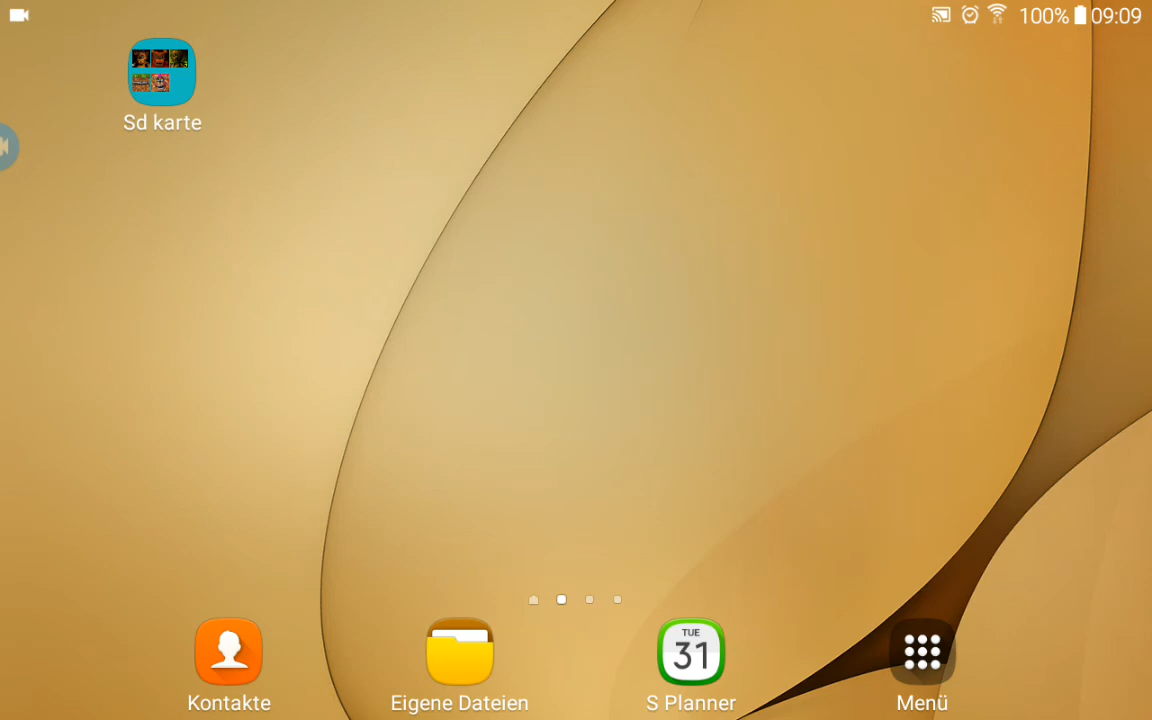 100% 09:09
Sd karte
TUE
31
Kontakte
Eigene Dateien
S Planner
Menü